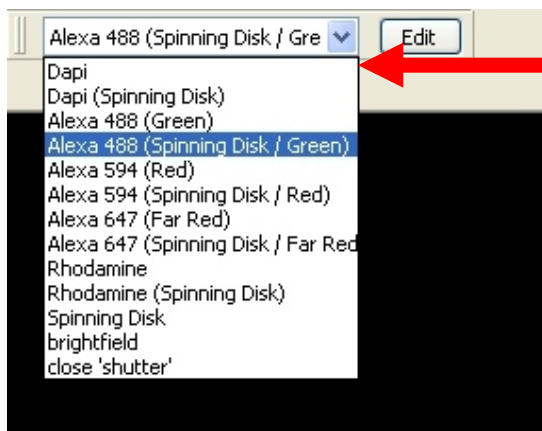 Alexa 488 (Spinning Disk / Gre Edit
Dapi
Dapi (Spinning Disk)
Alexa 488 (Green)
Alexa 488 (Spinning Disk / Green)
Alexa 594 (Red)
Alexa 594 (Spinning Disk / Red)
Alexa 647 (Far Red)
Alexa 647 (Spinning Disk / Far Red
Rhodamine
Rhodamine (Spinning Disk)
Spinning Disk
brightfield
close 'shutter'